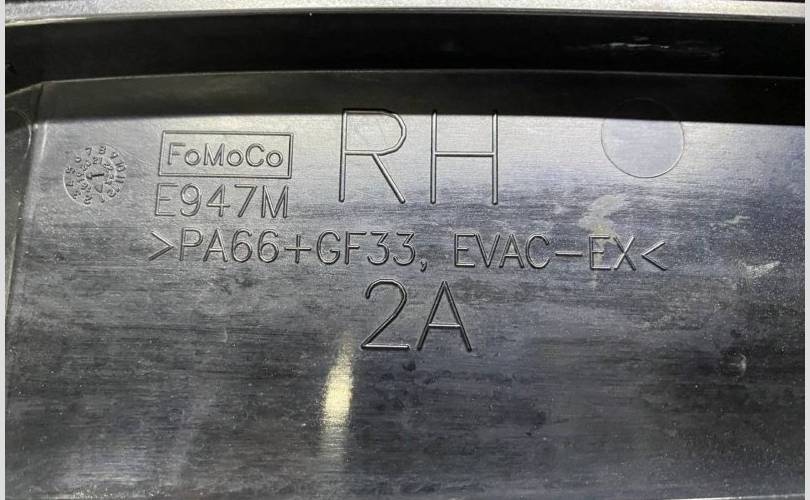 RH
FoMoCo
E947M
>PA66+GF33, EVAC-EX<
2A